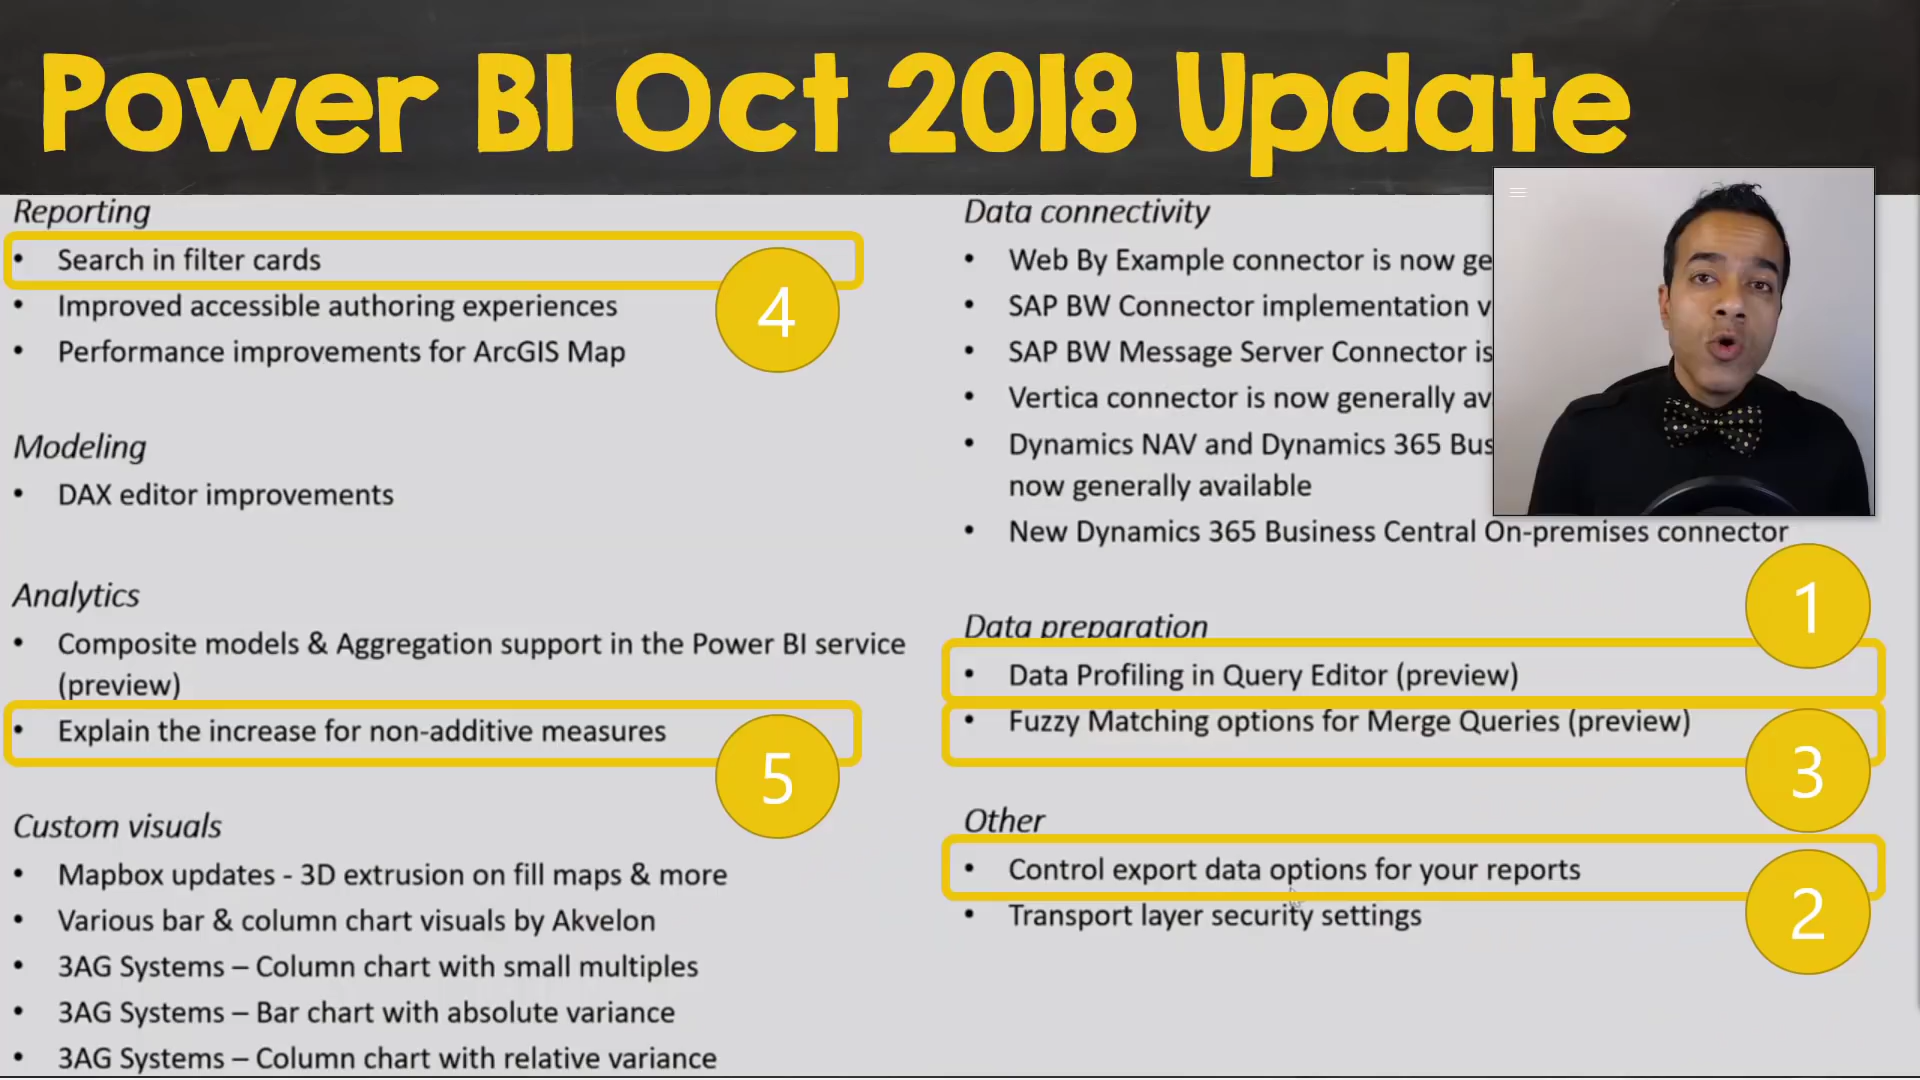 Power BI Oct 2018 Update
Reporting
• Search in filter cards
• Improved accessible authoring experiences
• Performance improvements for ArcGIS Map
4
Modeling
• DAX editor improvements
Analytics
• Composite models & Aggregation support in the Power BI service
(preview)
• Explain the increase for non-additive measures
5
Custom visuals
• Mapbox updates - 3D extrusion on fill maps & more
• Various bar & column chart visuals by Akvelon
• 3AG Systems – Column chart with small multiples
• 3AG Systems – Bar chart with absolute variance
• 3AG Systems – Column chart with relative variance
Data connectivity
• Web By Example connector is now ge
• SAP BW Connector implementation v
• SAP BW Message Server Connector is
• Vertica connector is now generally av
• Dynamics NAV and Dynamics 365 Bus
now generally available
• New Dynamics 365 Business Central On-premises connector
1
Data preparation
• Data Profiling in Query Editor (preview)
• Fuzzy Matching options for Merge Queries (preview)
3
Other
• Control export data options for your reports
• Transport layer security settings
2